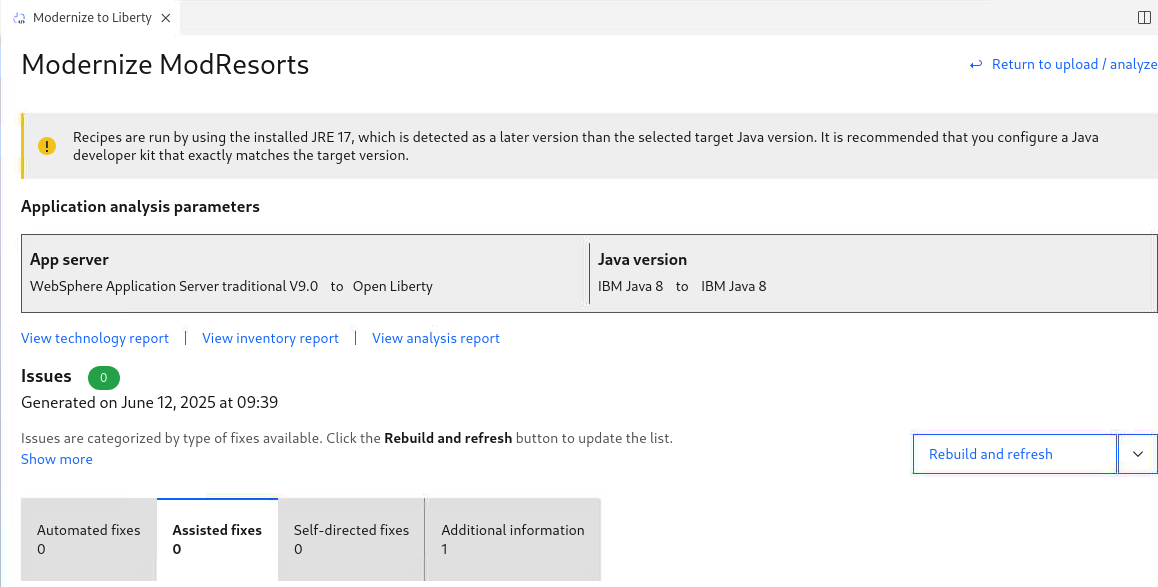 Modernize to Liberty
Modernize ModResorts
Return to upload / analyze
Recipes are run by using the installed JRE 17, which is detected as a later version than the selected target Java version. It is recommended that you configure a Java
developer kit that exactly matches the target version.
Application analysis parameters
App server
WebSphere Application Server traditional V9.0 to Open Liberty
Java version
IBM Java 8 to IBM Java 8
View technology report | View inventory report | View analysis report
Issues 0
Generated on June 12, 2025 at 09:39
Issues are categorized by type of fixes available. Click the Rebuild and refresh button to update the list.
Show more
Rebuild and refresh
Automated fixes
0
Assisted fixes
0
Self-directed fixes
0
Additional information
1